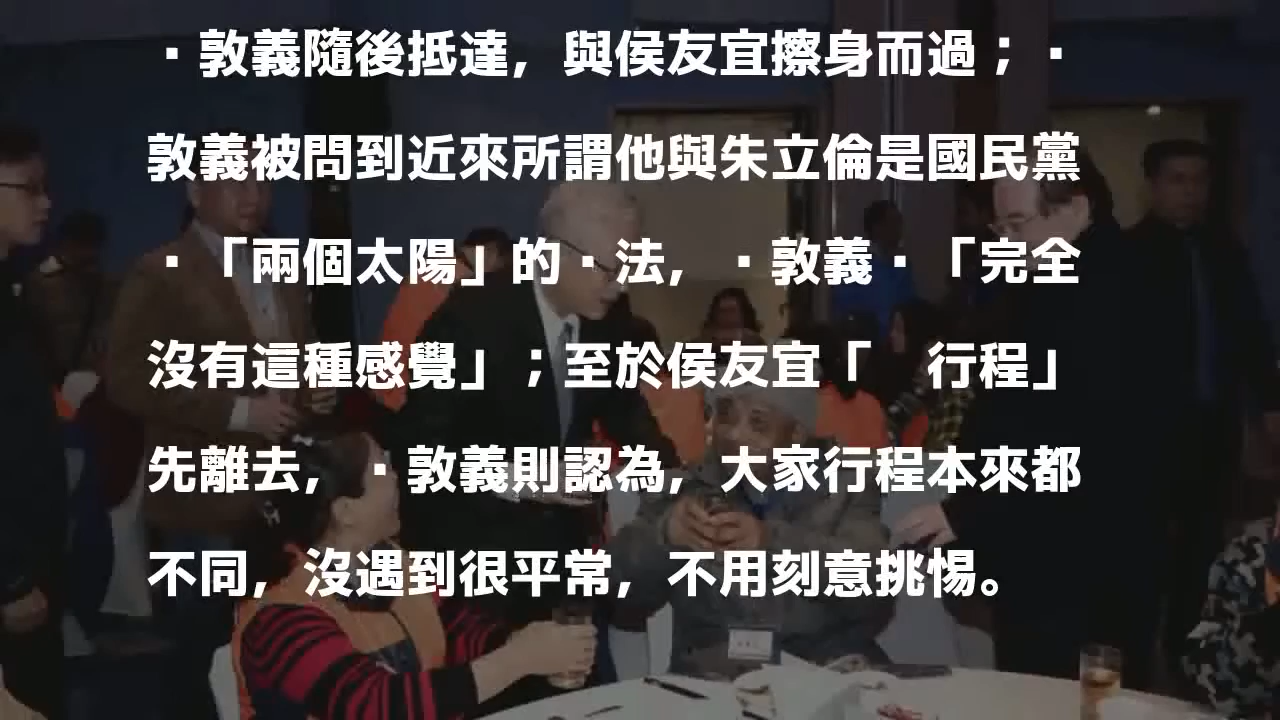 ·敦義隨後抵達，與侯友宜擦身而過；·
敦義被問到近來所謂他與朱立倫是國民黨
·「兩個太陽」的·法，·敦義·「完全
沒有這種感覺」；至於侯友宜「　行程」
先離去，·敦義則認為，大家行程本來都
不同，沒遇到很平常，不用刻意挑惕。